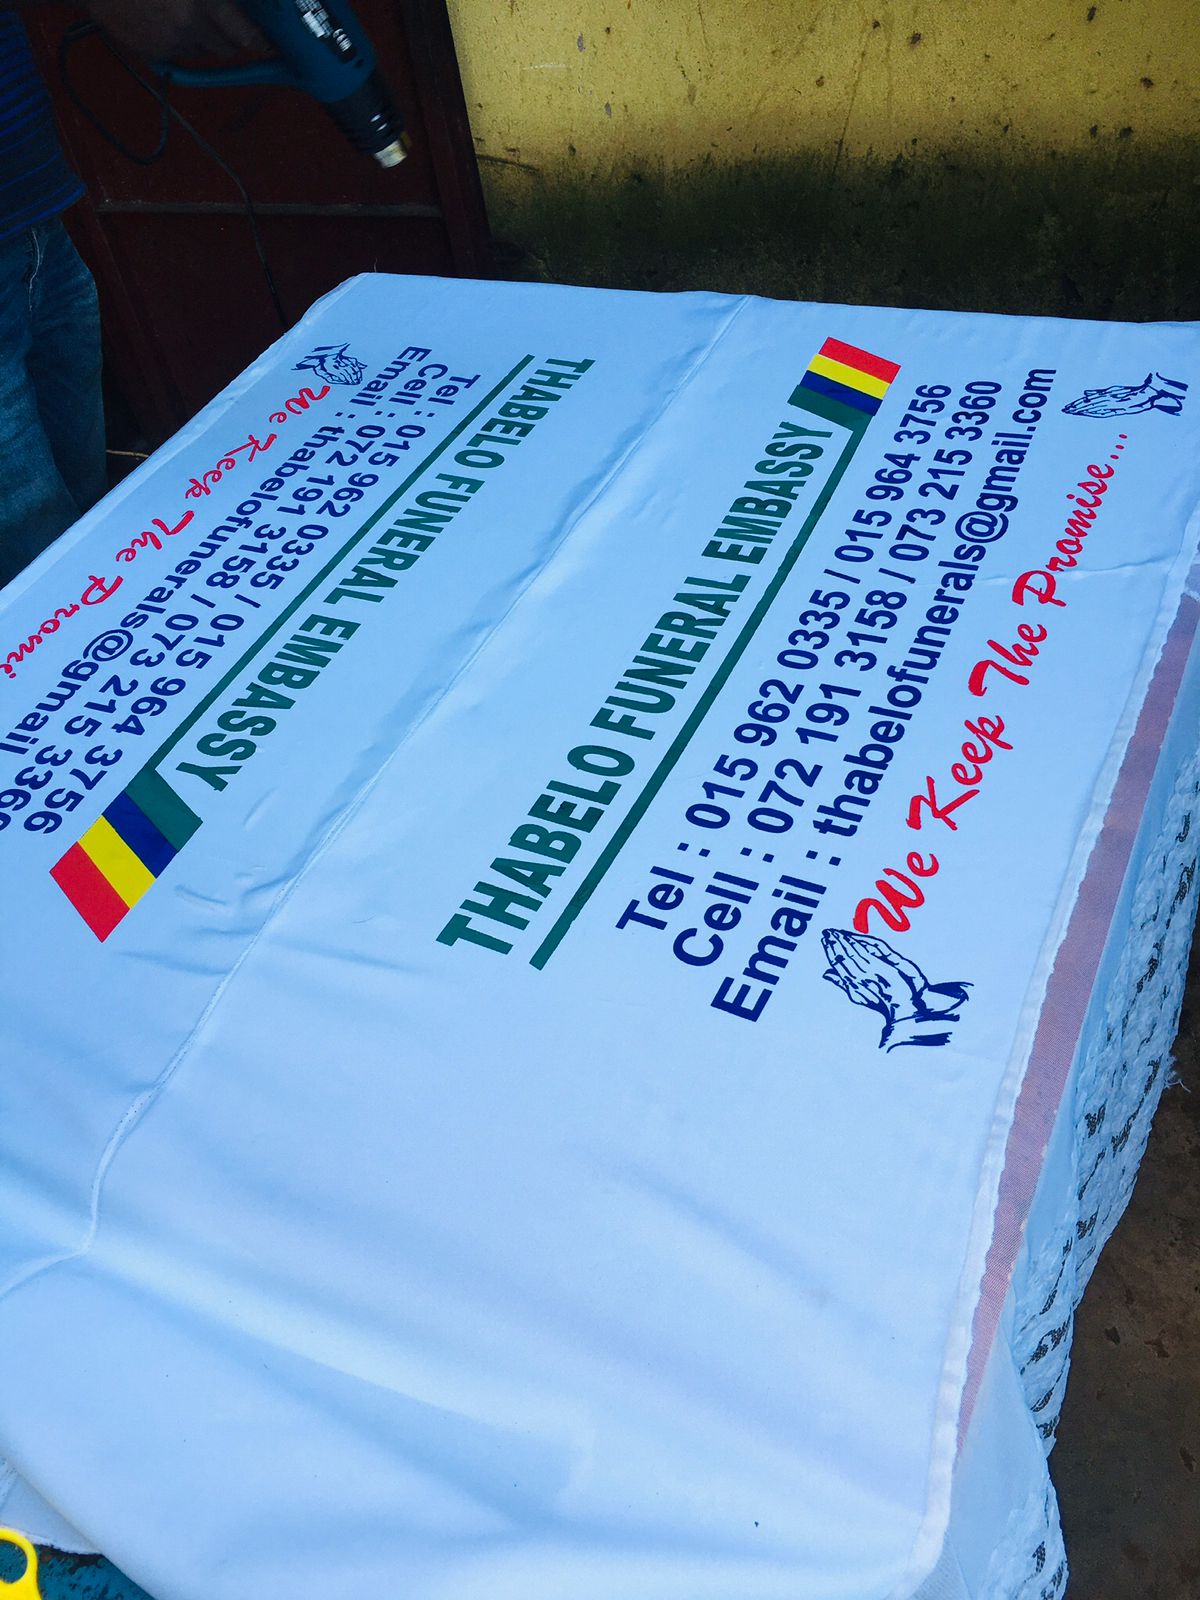 THABELO FUNERAL EMBASSY
Tel : 015 962 0335 / 015 964 3756
Cell : 072 191 3158 / 073 215 3360
Email : thabelofunerals@gmail.com
We Keep The Promise...
THABELO FUNERAL EMBASSY
Tel : 015 962 0335 / 015 964 3756
Cell : 072 191 3158 / 073 215 336
Email : thabelofunerals@gmail
We Keep The Promi